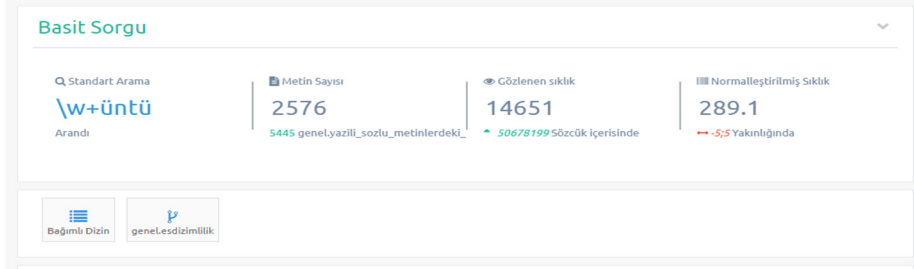 Basit Sorgu
Standart Arama
\w+üntü
Arandı
Metin Sayısı
2576
5445 genel.yazili_sozlu_metinlerdeki_
Gözlenen sıklık
14651
50678199 Sözcük içerisinde
Normalleştirilmiş Sıklık
289.1
-5;5 Yakınlığında
Bağımlı Dizin
genel.esdizimlilik